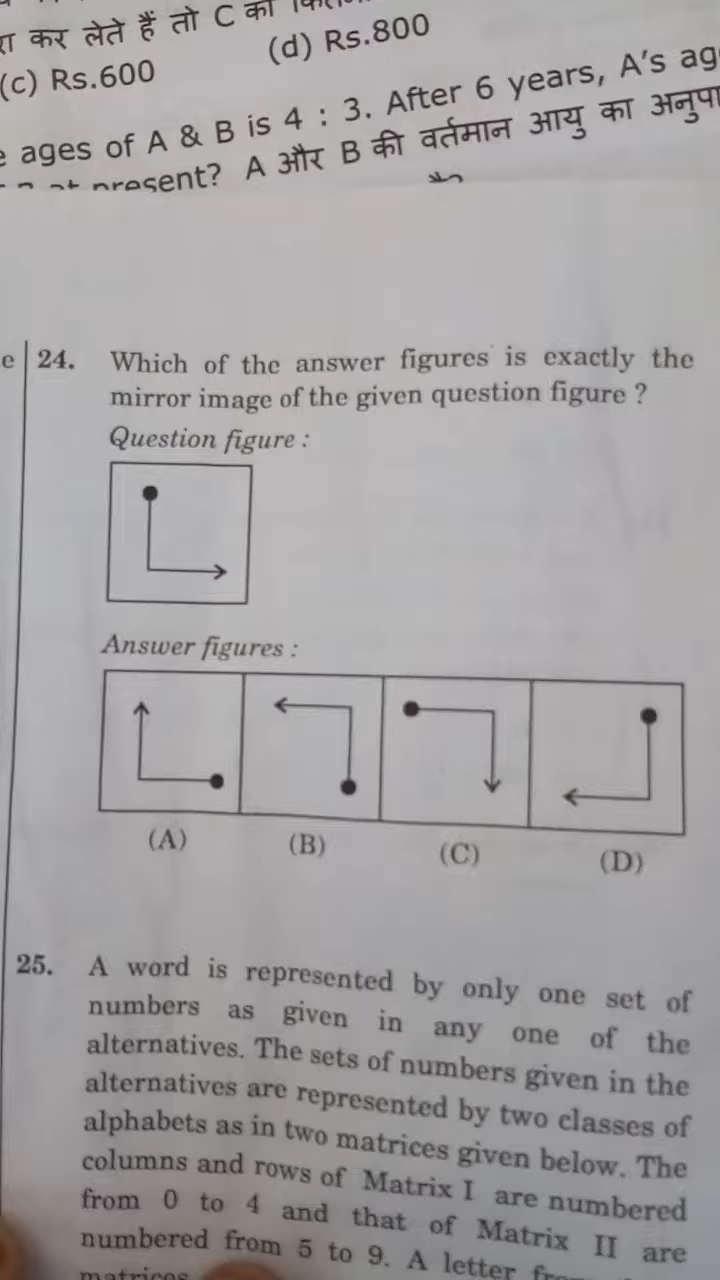 कर लेते हैं तो C का
(c) Rs.600 (d) Rs.800
ages of A & B is 4 : 3. After 6 years, A's
present? A और B की वर्तमान आयु का
e
24. Which of the answer figures is exactly the
mirror image of the given question figure ?
Question figure :
Answer figures :
(A) (B) (C) (D)
25. A word is represented by only one set of
numbers as given in any one of the
alternatives. The sets of numbers given in the
alternatives are represented by two classes of
alphabets as in two matrices given below. The
columns and rows of Matrix I are numbered
from 0 to 4 and that of Matrix II are
numbered from 5 to 9. A letter
matrices